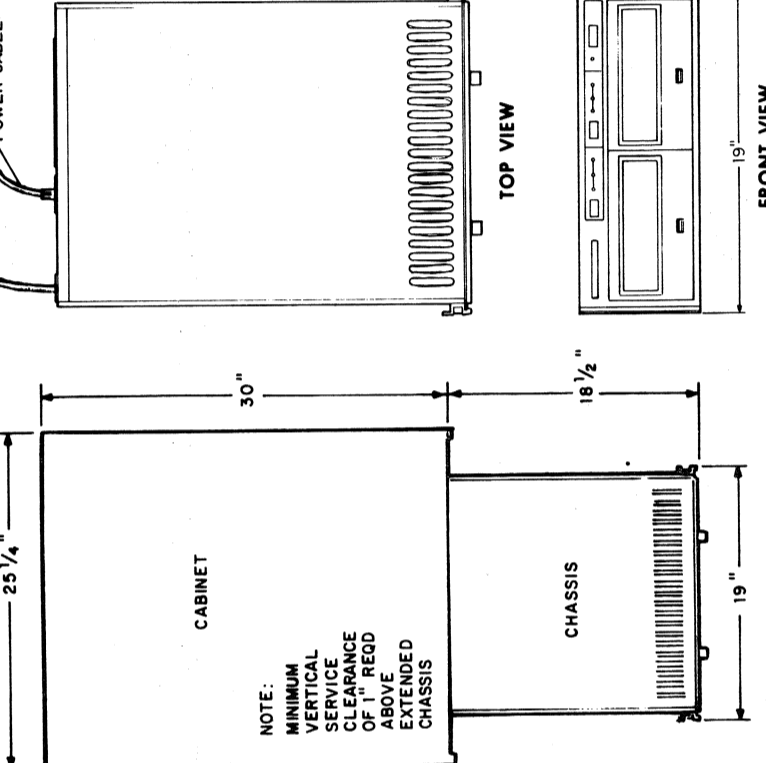 POWER CABLE
TOP VIEW
19"
FRONT VIEW
25 1/4"
30"
18 1/2"
CABINET
NOTE:
MINIMUM
VERTICAL
SERVICE
CLEARANCE
OF 1" REQD
ABOVE
EXTENDED
CHASSIS
CHASSIS
19"